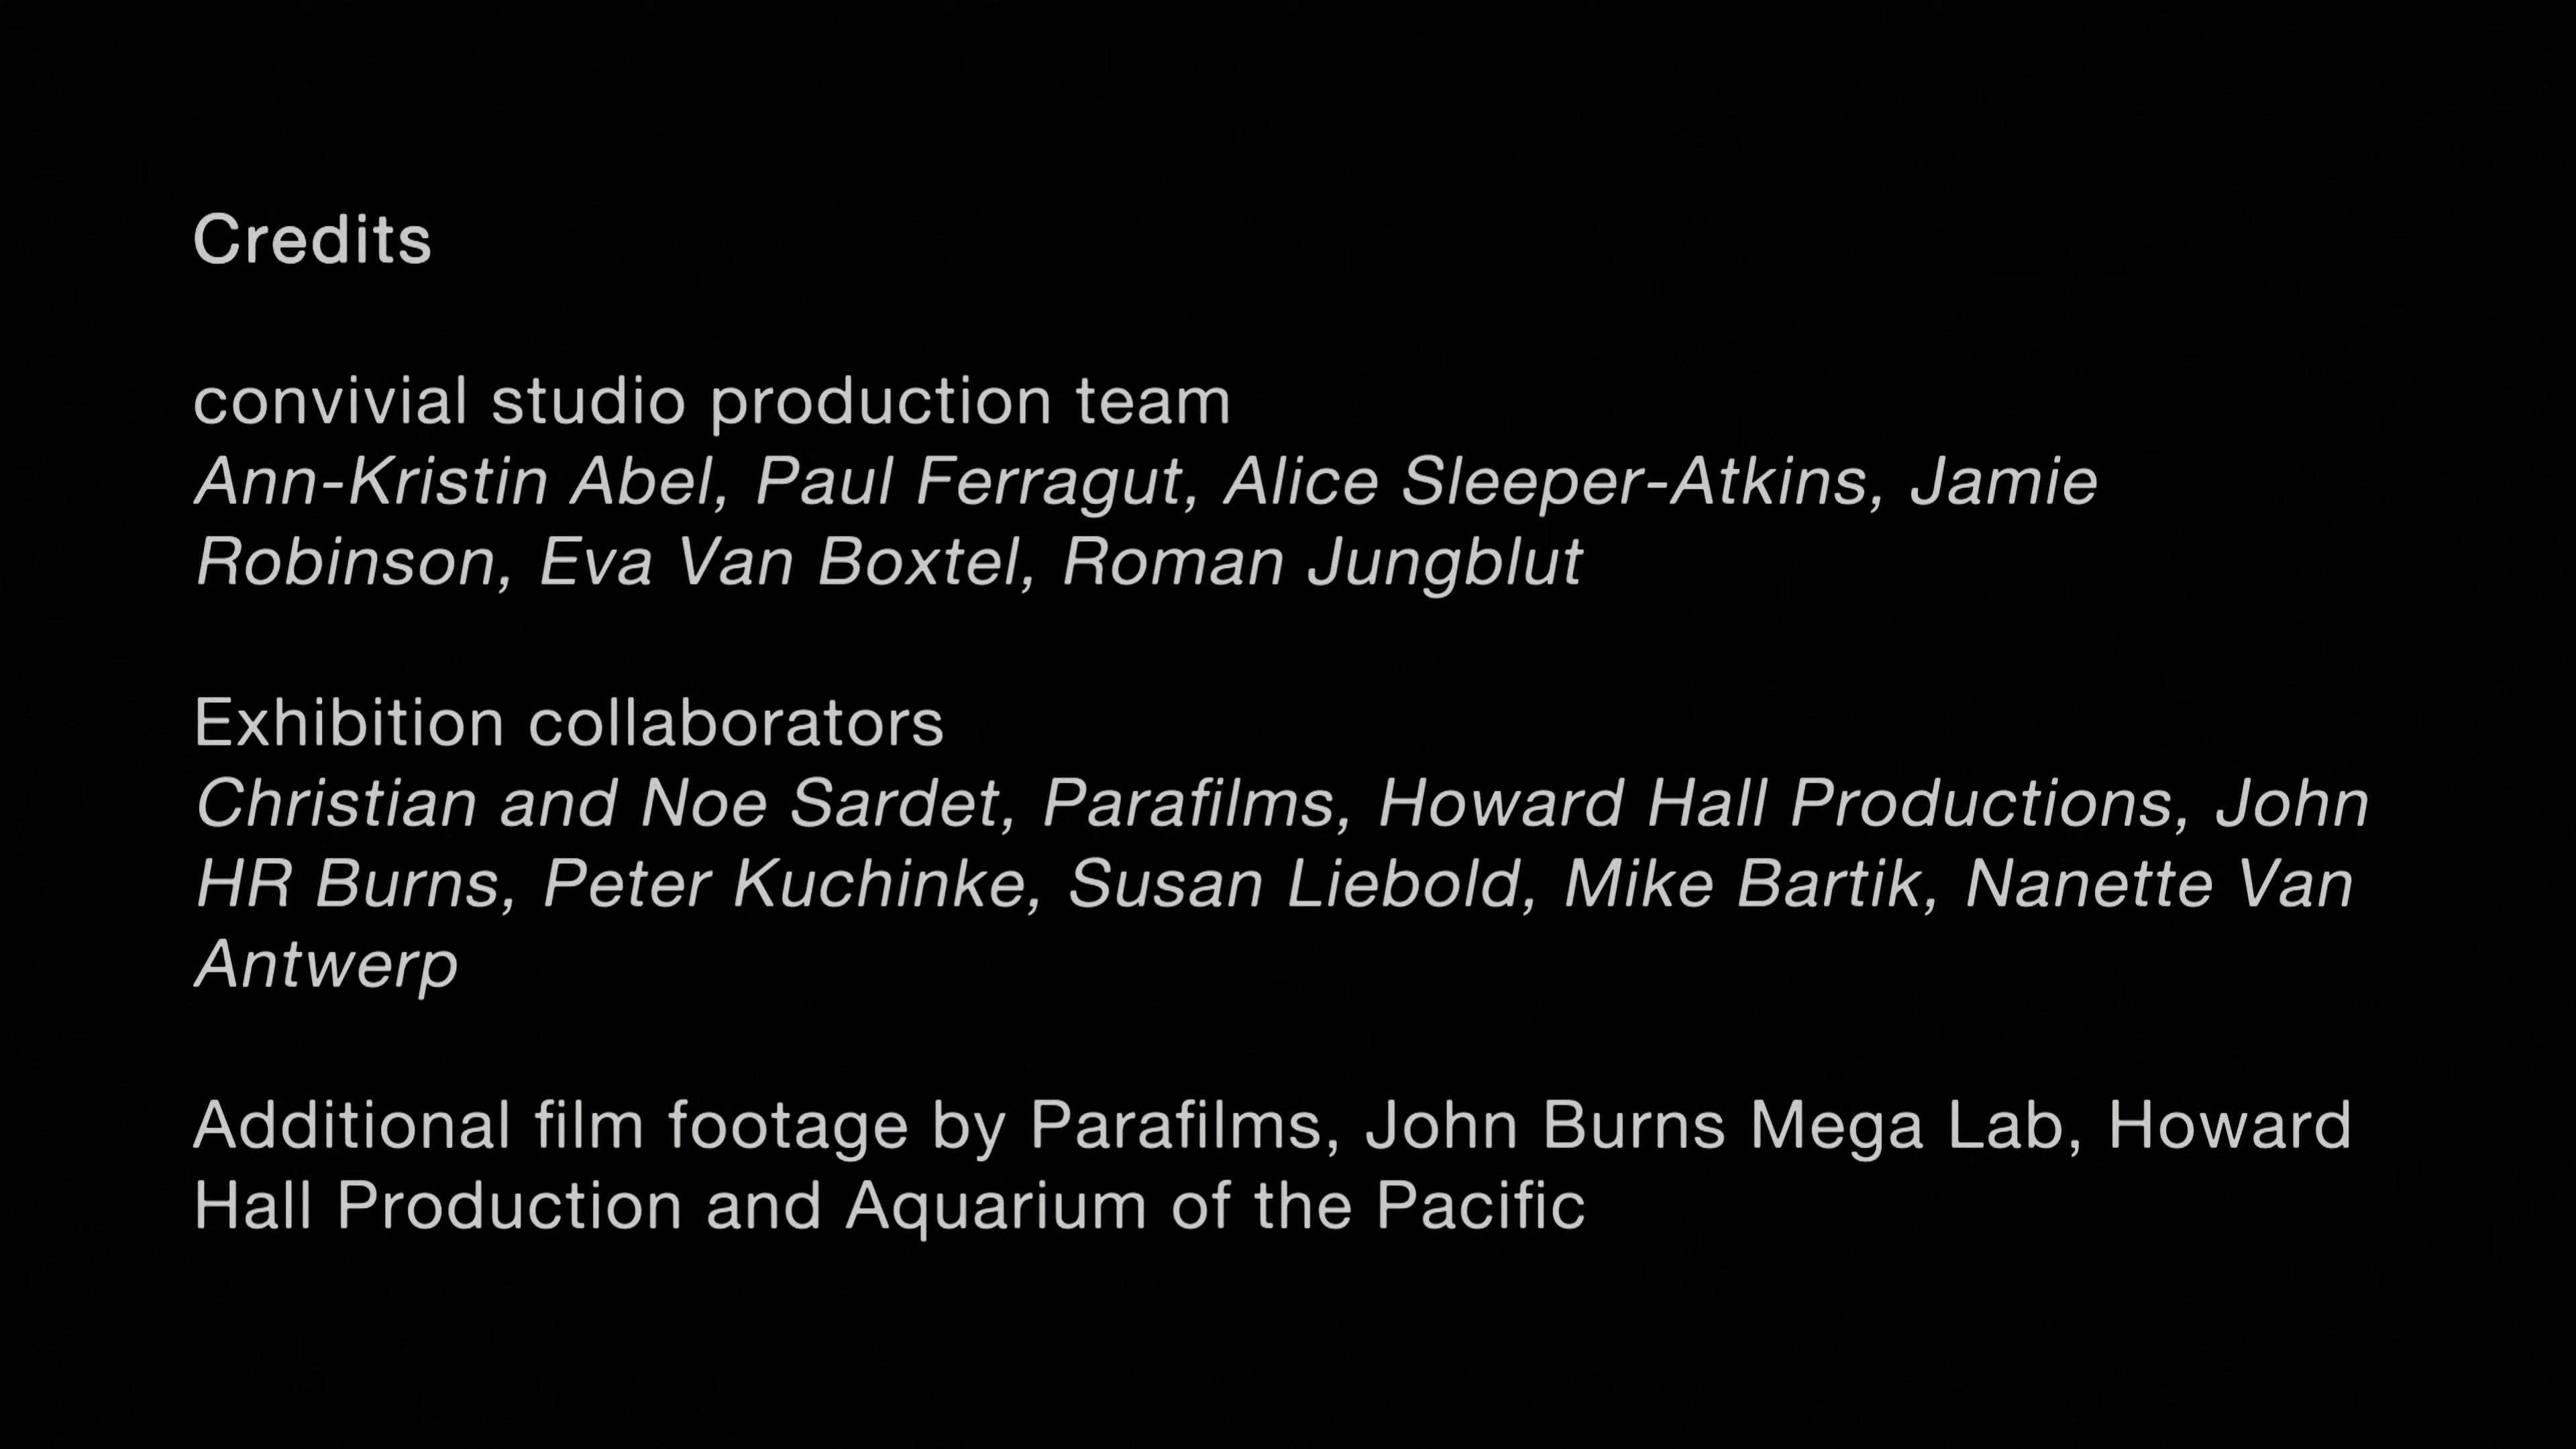 Credits
convivial studio production team
Ann-Kristin Abel, Paul Ferragut, Alice Sleeper-Atkins, Jamie
Robinson, Eva Van Boxtel, Roman Jungblut
Exhibition collaborators
Christian and Noe Sardet, Parafilms, Howard Hall Productions, John
HR Burns, Peter Kuchinke, Susan Liebold, Mike Bartik, Nanette Van
Antwerp
Additional film footage by Parafilms, John Burns Mega Lab, Howard
Hall Production and Aquarium of the Pacific